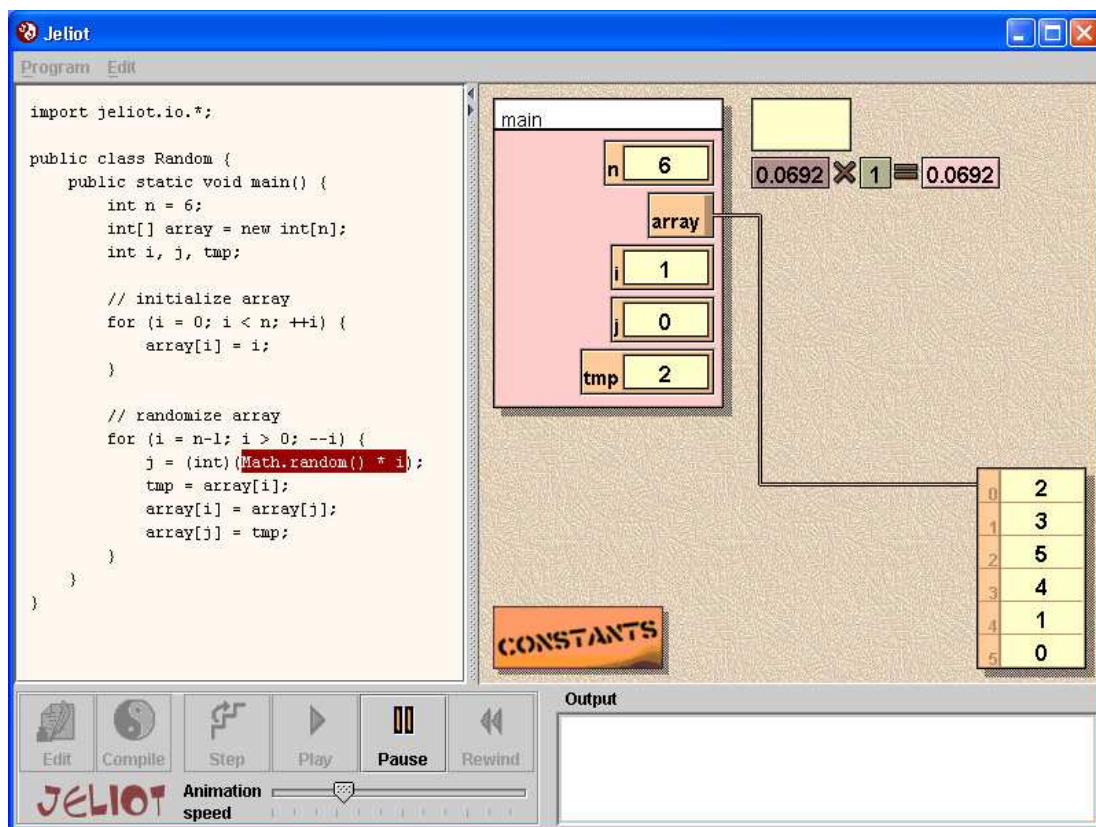 Jeliot
Program Edit
import jeliot.io.*;
public class Random {
public static void main() {
int n = 6;
int[] array = new int[n];
int i, j, tmp;
// initialize array
for (i = 0; i < n; ++i) {
array[i] = i;
}
// randomize array
for (i = n-1; i > 0; --i) {
j = (int)(Math.random() * i);
tmp = array[i];
array[i] = array[j];
array[j] = tmp;
}
}
}
main
n 6
array
i 1
j 0
tmp 2
0.0692 × 1 = 0.0692
0 2
1 3
2 5
3 4
4 1
5 0
CONSTANTS
Edit Compile Step Play Pause Rewind
JELIOT
Animation
speed
Output